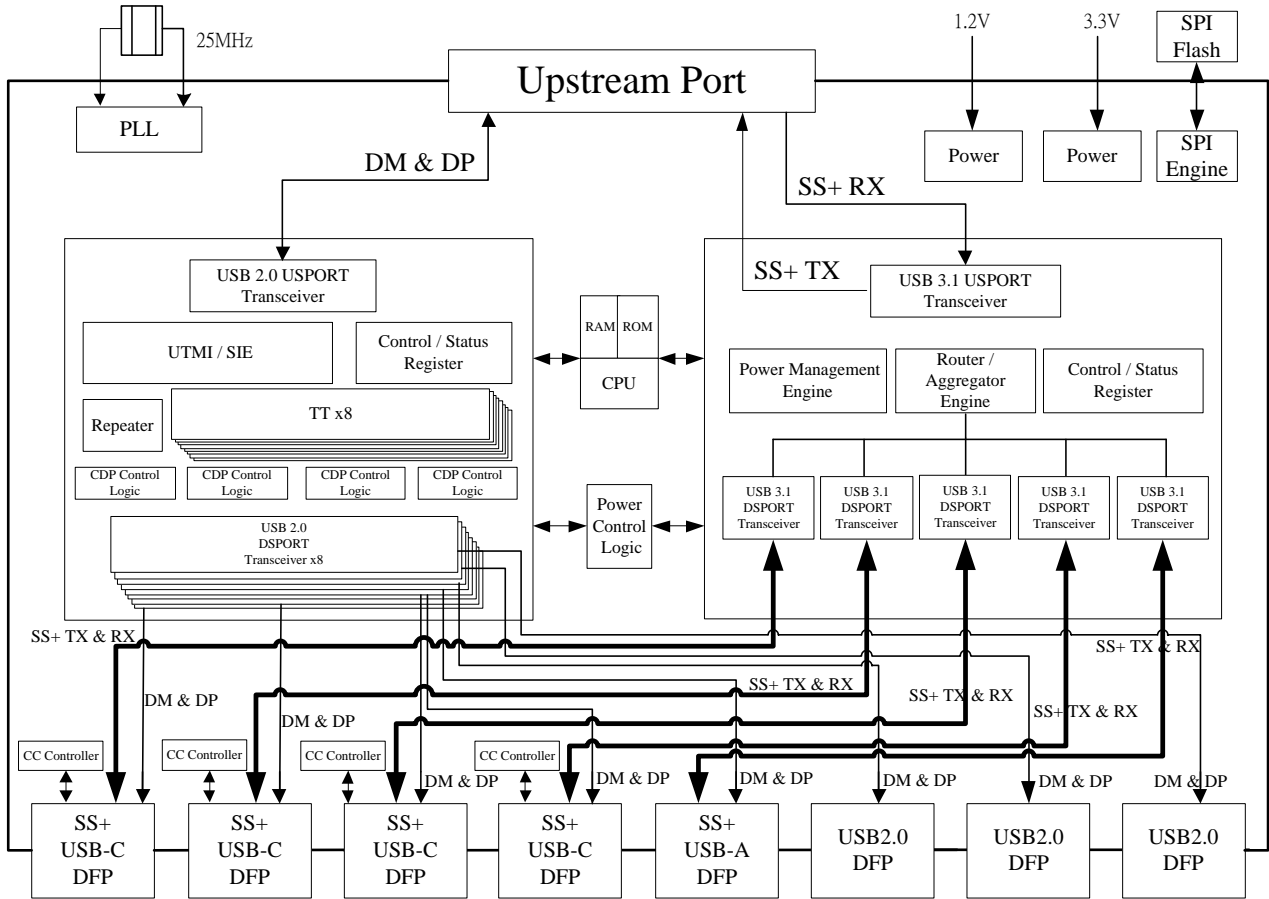 25MHz
1.2V
3.3V
SPI
Flash
Upstream Port
PLL
Power
Power
SPI
Engine
DM & DP
SS+ RX
SS+ TX
USB 2.0 USPORT
Transceiver
USB 3.1 USPORT
Transceiver
UTMI / SIE
Control / Status
Register
RAM
ROM
CPU
Power Management
Engine
Router /
Aggregator
Engine
Control / Status
Register
Repeater
TT x8
CDP Control
Logic
CDP Control
Logic
CDP Control
Logic
CDP Control
Logic
USB 3.1
DSPORT
Transceiver
USB 3.1
DSPORT
Transceiver
USB 3.1
DSPORT
Transceiver
USB 3.1
DSPORT
Transceiver
USB 3.1
DSPORT
Transceiver
Power
Control
Logic
USB 2.0
DSPORT
Transceiver x8
SS+ TX & RX
SS+ TX & RX
SS+ TX & RX
SS+ TX & RX
SS+ TX & RX
DM & DP
DM & DP
CC Controller
CC Controller
CC Controller
CC Controller
DM & DP
DM & DP
DM & DP
DM & DP
DM & DP
DM & DP
SS+
USB-C
DFP
SS+
USB-C
DFP
SS+
USB-C
DFP
SS+
USB-C
DFP
SS+
USB-A
DFP
USB2.0
DFP
USB2.0
DFP
USB2.0
DFP